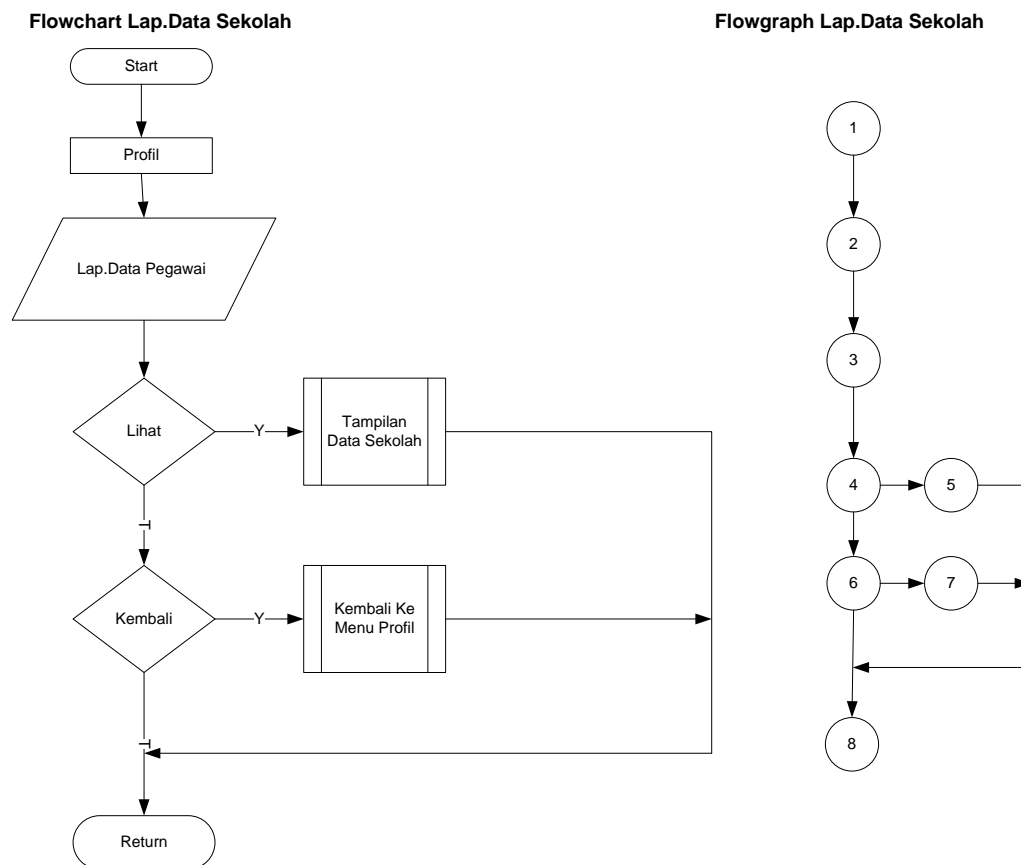 Flowchart Lap.Data Sekolah
Start
Profil
Lap.Data Pegawai
Lihat
Y
Tampilan
Data Sekolah
T
Kembali
Y
Kembali Ke
Menu Profil
T
Return
Flowgraph Lap.Data Sekolah
1
2
3
4
5
6
7
8